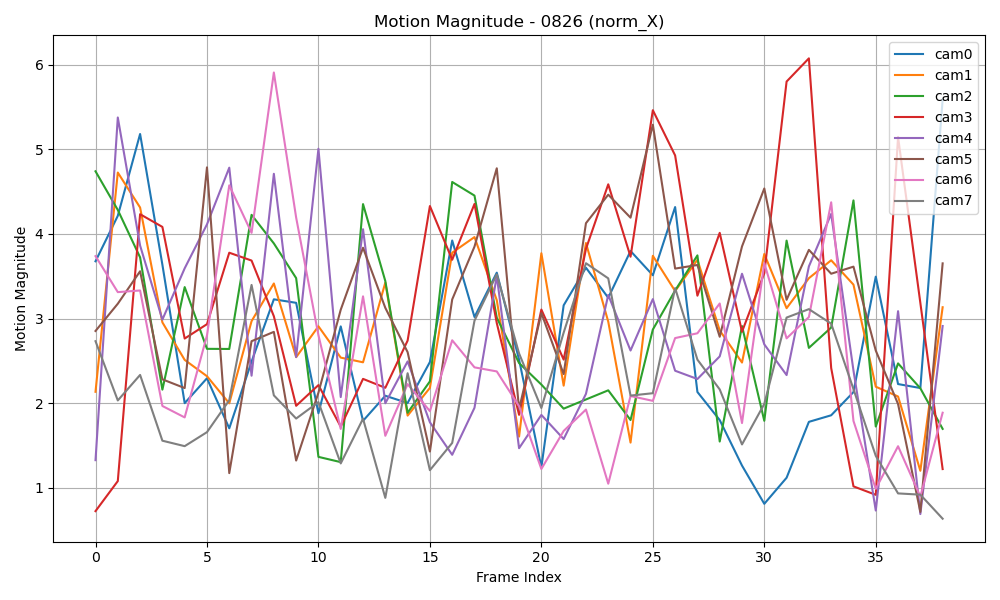 Motion Magnitude - 0826 (norm_X)
Motion Magnitude
6
5
4
3
2
1
0
5
10
15
20
25
30
35
Frame Index
cam0
cam1
cam2
cam3
cam4
cam5
cam6
cam7